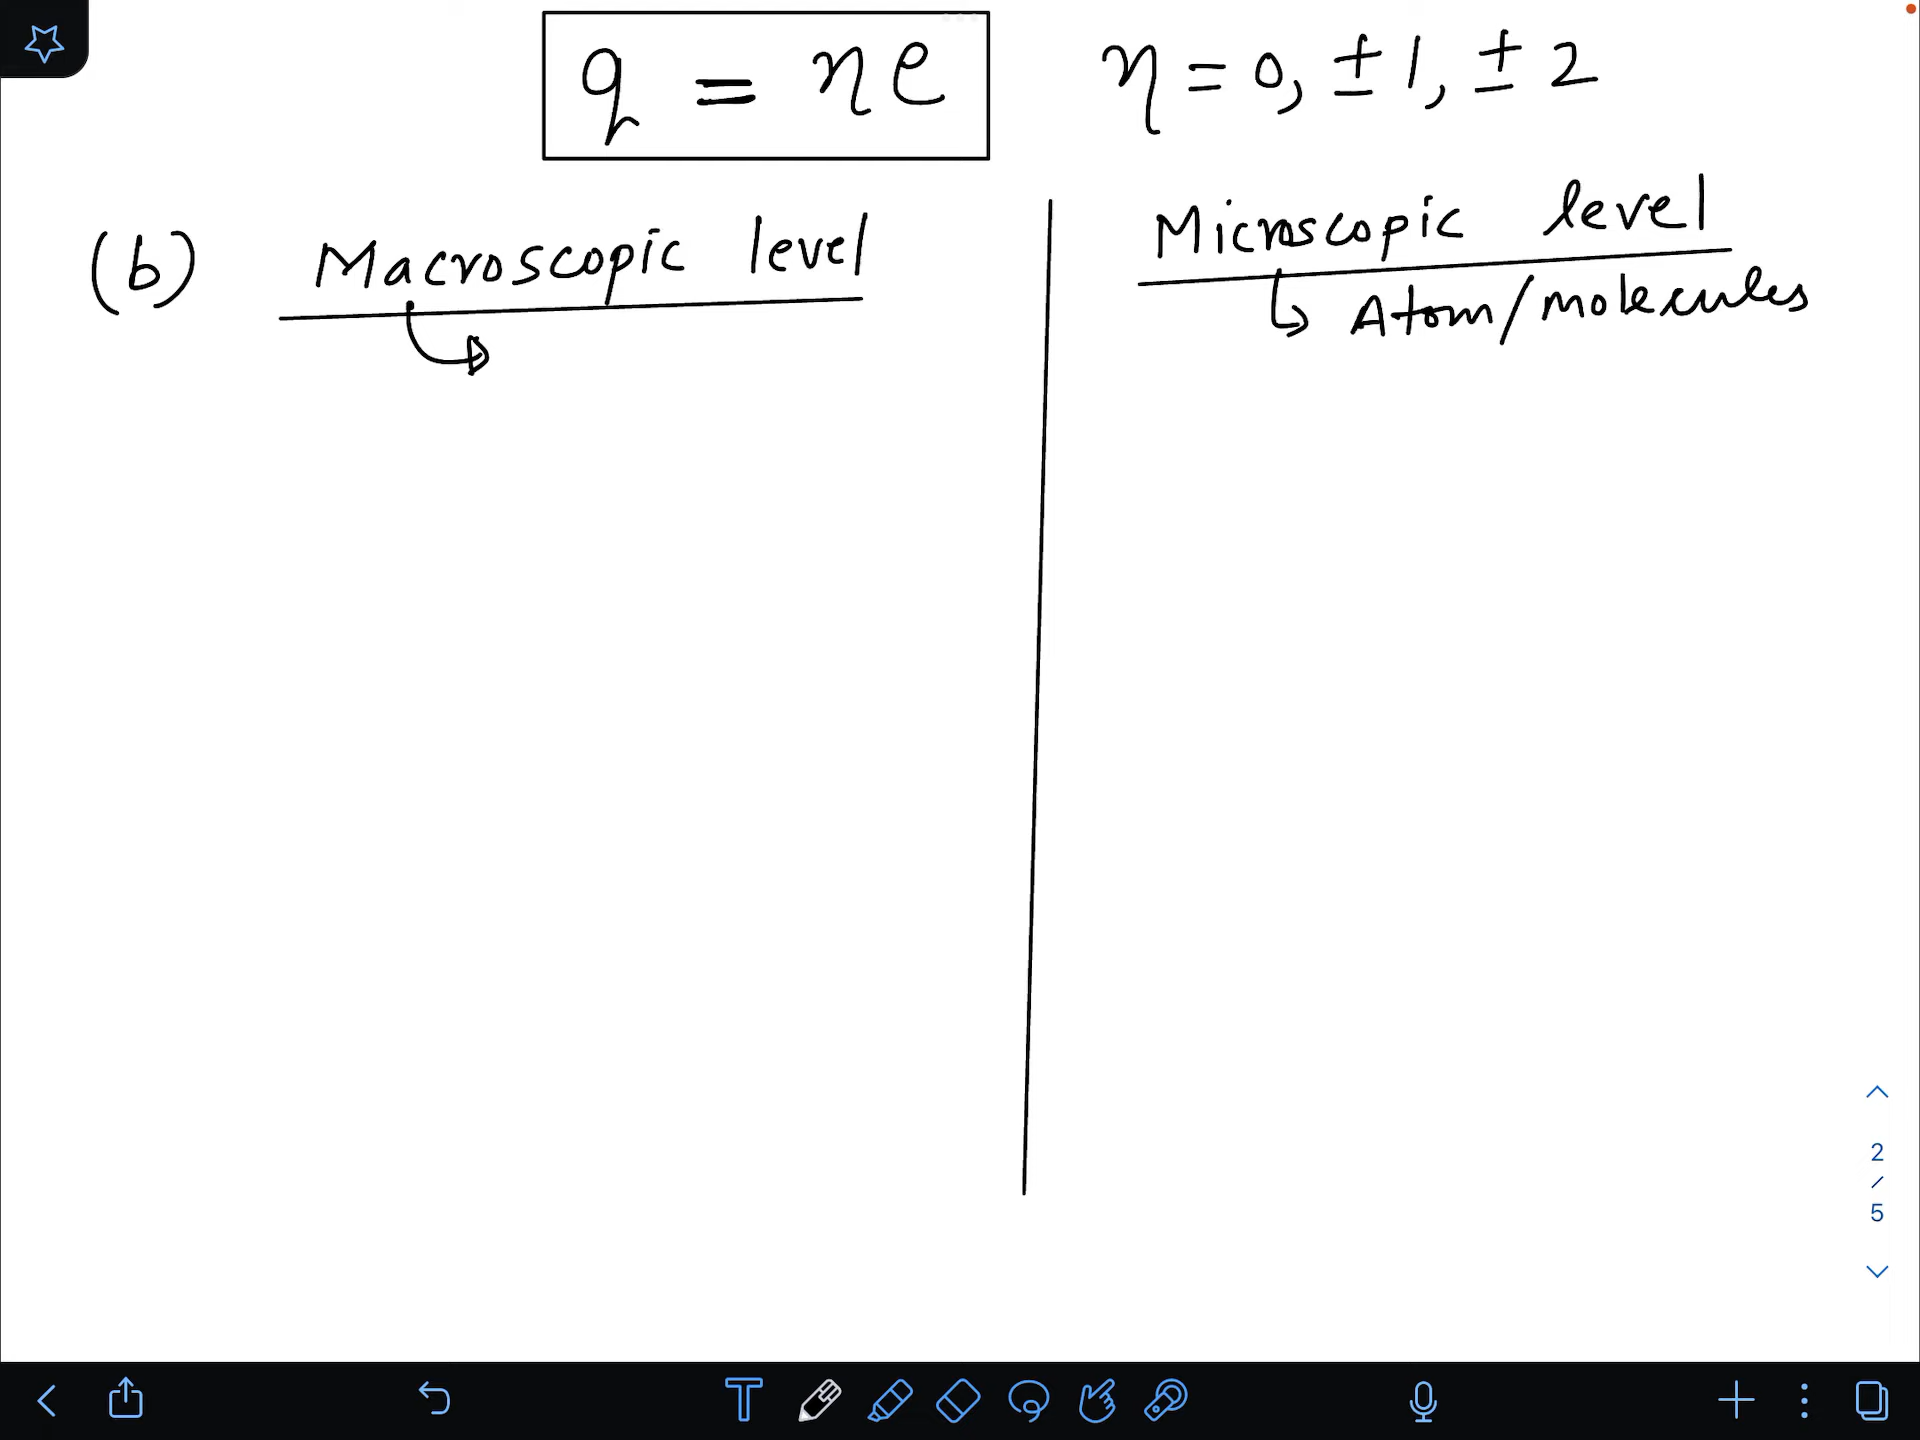 q = ne
n = 0, ± 1, ± 2
(b) Macroscopic level
Microscopic level
↳ Atom/molecules
2
/
5